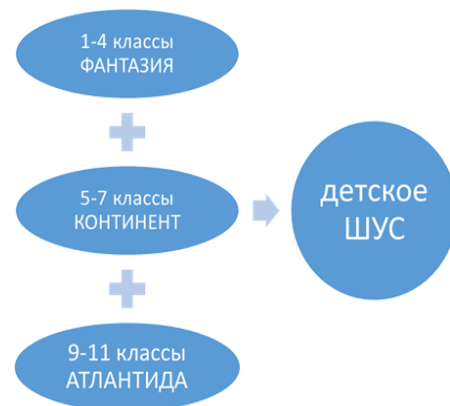 1-4 классы
ФАНТАЗИЯ
5-7 классы
КОНТИНЕНТ
9-11 классы
АТЛАНТИДА
детское
ШУС